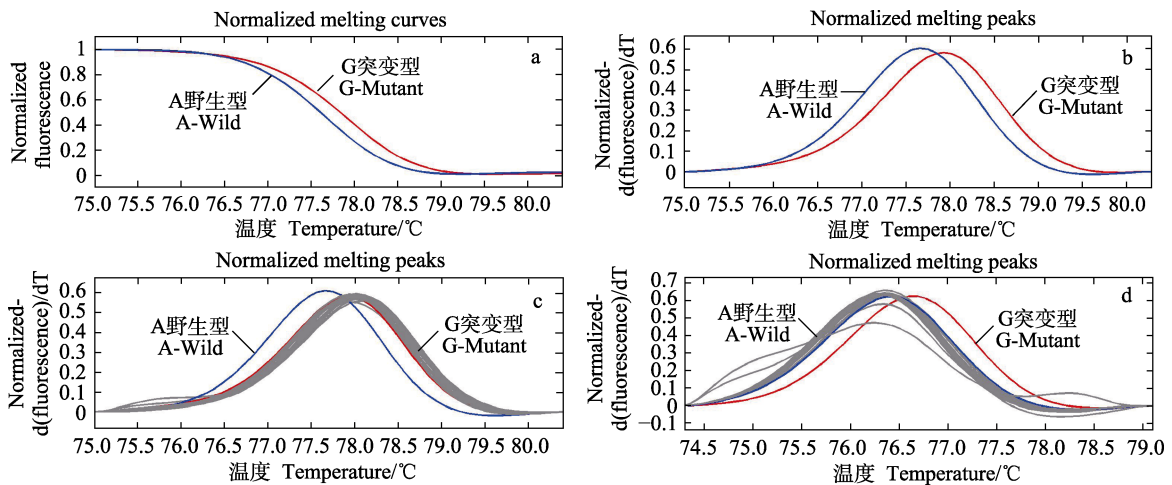 Normalized melting curves
Normalized
fluorescence
1
0.8
0.6
0.4
0.2
0
a
G突变型
G-Mutant
A野生型
A-Wild
75.0 75.5 76.0 76.5 77.0 77.5 78.0 78.5 79.0 79.5 80.0
温度 Temperature/℃
Normalized melting peaks
Normalized-
d(fluorescence)/dT
0.6
0.5
0.4
0.3
0.2
0.1
0
b
A野生型
A-Wild
G突变型
G-Mutant
75.0 75.5 76.0 76.5 77.0 77.5 78.0 78.5 79.0 79.5 80.0
温度 Temperature/℃
Normalized melting peaks
Normalized-
d(fluorescence)/dT
0.6
0.5
0.4
0.3
0.2
0.1
0
c
A野生型
A-Wild
G突变型
G-Mutant
75.0 75.5 76.0 76.5 77.0 77.5 78.0 78.5 79.0 79.5 80.0
温度 Temperature/℃
Normalized melting peaks
Normalized-
d(fluorescence)/dT
0.7
0.6
0.5
0.4
0.3
0.2
0.1
0
−0.1
d
A野生型
A-Wild
G突变型
G-Mutant
74.5 75.0 75.5 76.0 76.5 77.0 77.5 78.0 78.5 79.0
温度 Temperature/℃